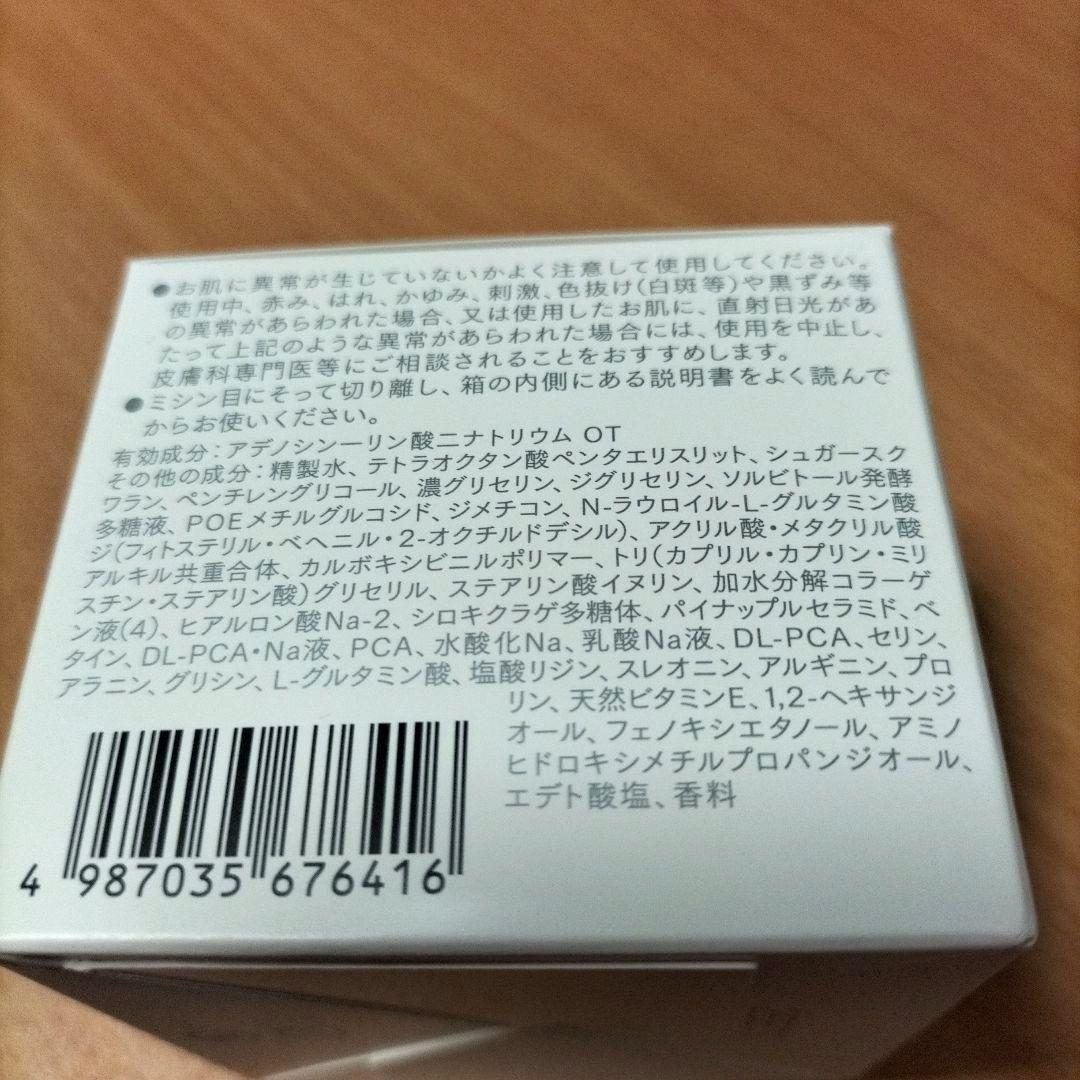 ●お肌に異常が生じていないかよく注意して使用してください。
使用中、赤み、はれ、かゆみ、刺激、色抜け(白斑等)や黒ずみ等
の異常があらわれた場合、又は使用したお肌に、直射日光があ
たって上記のような異常があらわれた場合には、使用を中止し、
皮膚科専門医等にご相談されることをおすすめします。
●ミシン目にそって切り離し、箱の内側にある説明書をよく読んで
からお使いください。
有効成分:アデノシン一リン酸二ナトリウム OT
その他の成分:精製水、テトラオクタン酸ペンタエリスリット、シュガースク
ワラン、ペンチレングリコール、濃グリセリン、ジグリセリン、ソルビトール発酵
多糖液、POEメチルグルコシド、ジメチコン、N-ラウロイル-L-グルタミン酸
ジ(フィトステリル・ベヘニル・2-オクチルドデシル)、アクリル酸・メタクリル酸
アルキル共重合体、カルボキシビニルポリマー、トリ(カプリル・カプリン・ミリ
スチン・ステアリン酸)グリセリル、ステアリン酸イヌリン、加水分解コラーゲ
ン液(4)、ヒアルロン酸Na-2、シロキクラゲ多糖体、パイナップルセラミド、ベ
タイン、DL-PCA・Na液、PCA、水酸化Na、乳酸Na液、DL-PCA、セリン、
アラニン、グリシン、L-グルタミン酸、塩酸リジン、スレオニン、アルギニン、プロ
リン、天然ビタミンE、1,2-ヘキサンジ
オール、フェノキシエタノール、アミノ
ヒドロキシメチルプロパンジオール、
エデト酸塩、香料
4 987035 676416